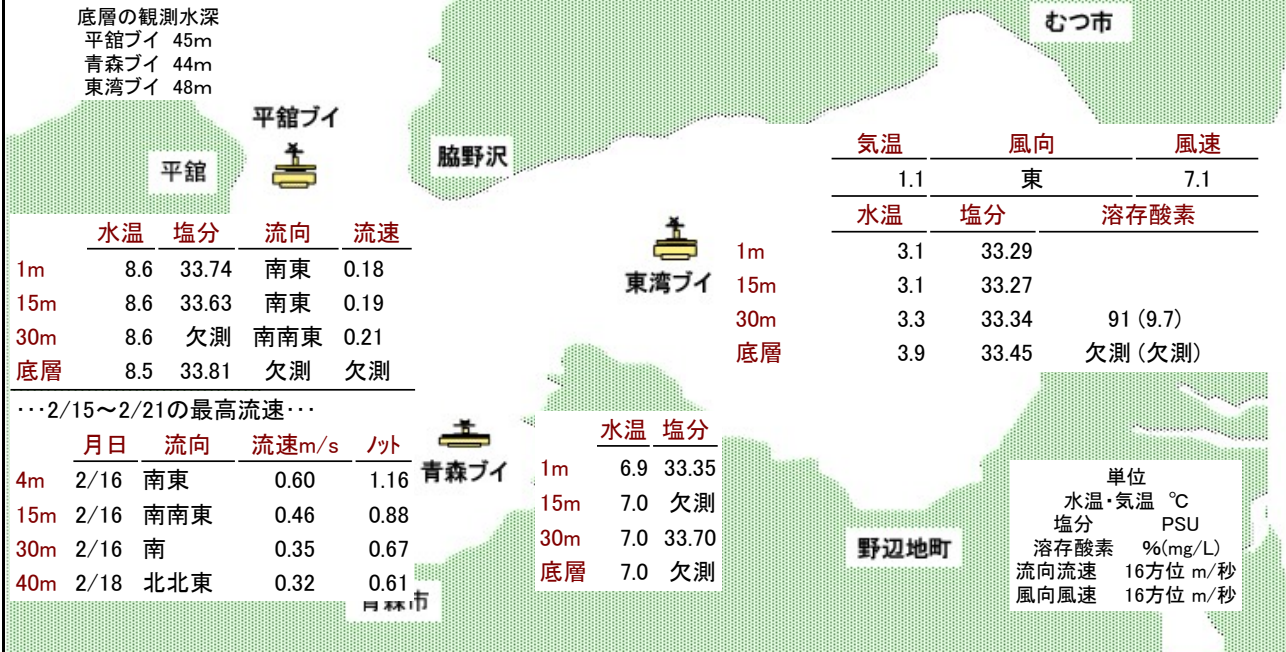 底層の観測水深
平舘ブイ 45m
青森ブイ 44m
東湾ブイ 48m
むつ市
平舘ブイ
平舘
脇野沢
気温 風向 風速
1.1 東 7.1
水温 塩分 溶存酸素
1m 3.1 33.29
15m 3.1 33.27
30m 3.3 33.34 91 (9.7)
底層 3.9 33.45 欠測 (欠測)
東湾ブイ
水温 塩分 流向 流速
1m 8.6 33.74 南東 0.18
15m 8.6 33.63 南東 0.19
30m 8.6 欠測 南南東 0.21
底層 8.5 33.81 欠測 欠測
…2/15～2/21の最高流速…
月日 流向 流速m/s ノット
4m 2/16 南東 0.60 1.16
15m 2/16 南南東 0.46 0.88
30m 2/16 南 0.35 0.67
40m 2/18 北北東 0.32 0.61
青森ブイ
水温 塩分
1m 6.9 33.35
15m 7.0 欠測
30m 7.0 33.70
底層 7.0 欠測
青森市
野辺地町
単位
水温・気温 ℃
塩分 PSU
溶存酸素 %(mg/L)
流向流速 16方位 m/秒
風向風速 16方位 m/秒